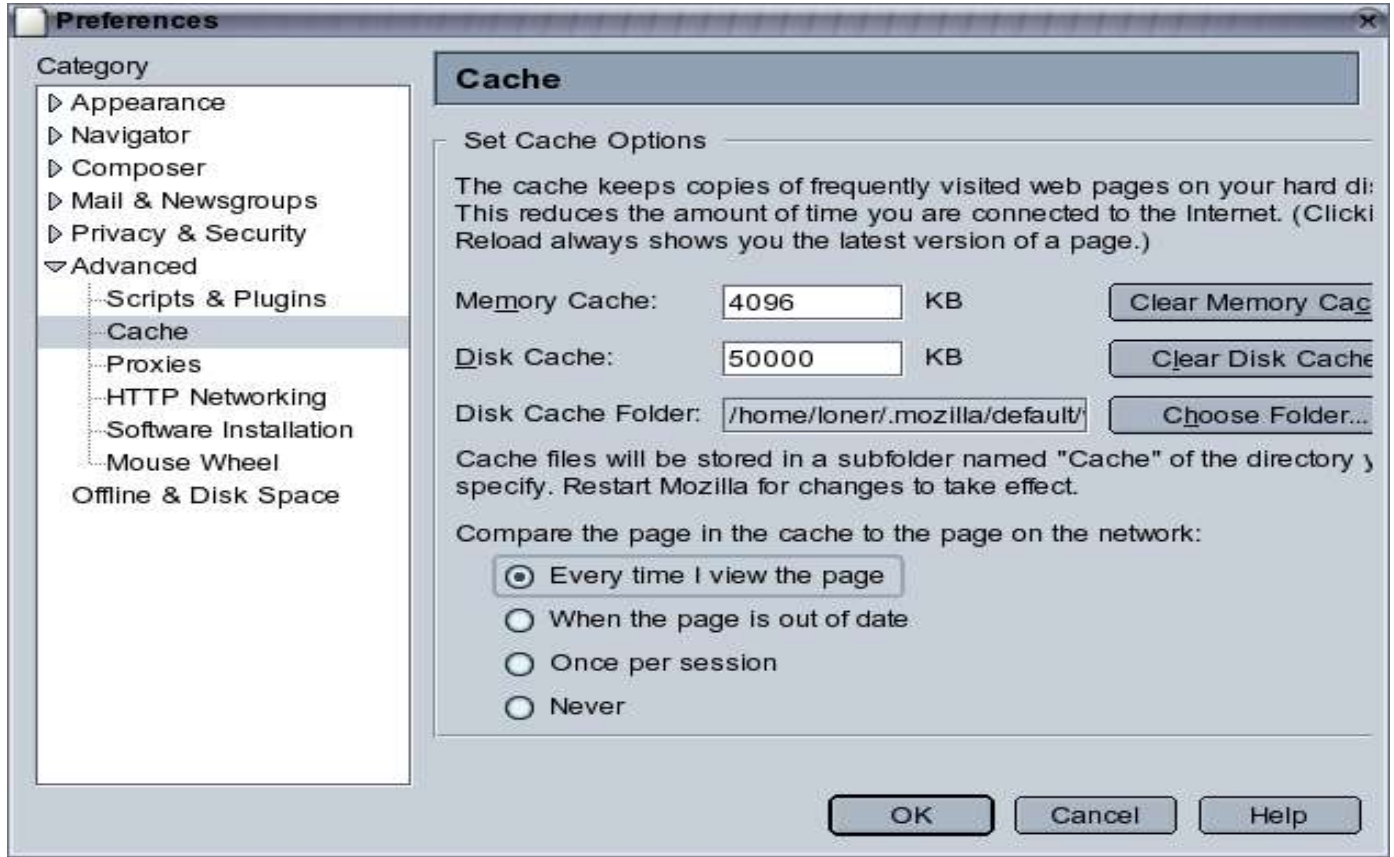 Preferences
Category
Appearance
Navigator
Composer
Mail & Newsgroups
Privacy & Security
Advanced
Scripts & Plugins
Cache
Proxies
HTTP Networking
Software Installation
Mouse Wheel
Offline & Disk Space
Cache
Set Cache Options
The cache keeps copies of frequently visited web pages on your hard
This reduces the amount of time you are connected to the Internet.
Reload always shows you the latest version of a page.)
Memory Cache: 4096 KB Clear Memory
Disk Cache: 50000 KB Clear Disk Cache
Disk Cache Folder: /home/loner/.mozilla/default/ Choose Folder...
Cache files will be stored in a subfolder named "Cache" of the directory
specify. Restart Mozilla for changes to take effect.
Compare the page in the cache to the page on the network:
Every time I view the page
When the page is out of date
Once per session
Never
OK Cancel Help